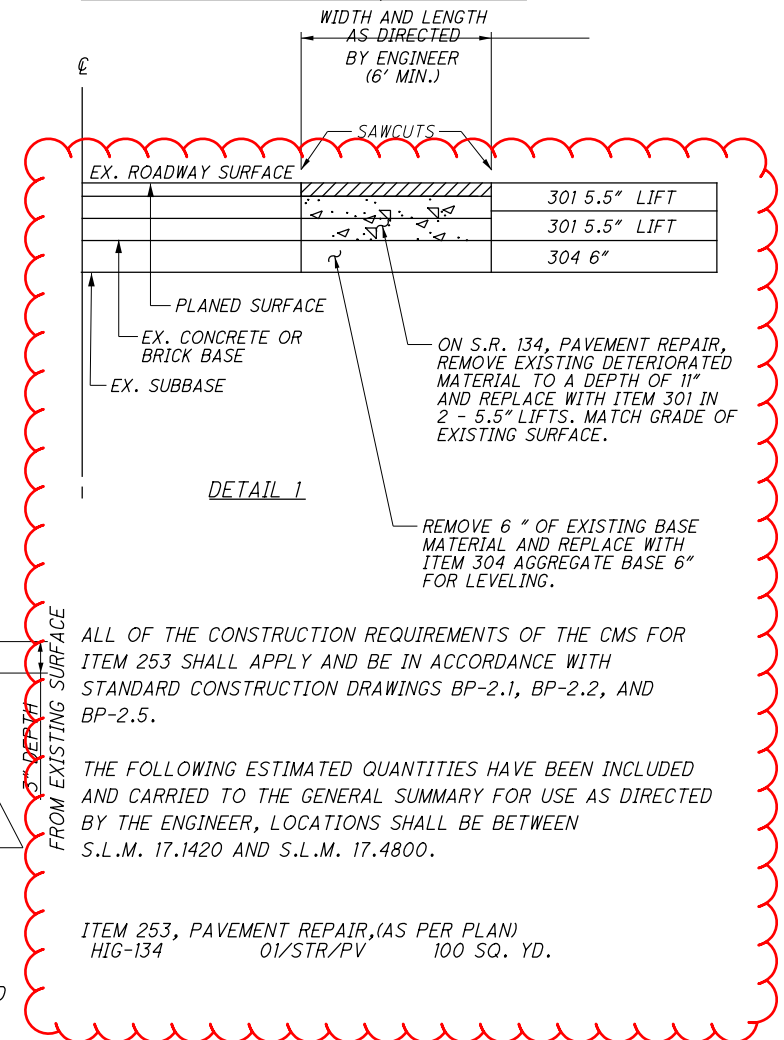 WIDTH AND LENGTH
AS DIRECTED
BY ENGINEER
(6' MIN.)
℄
SAWCUTS
EX. ROADWAY SURFACE
301 5.5" LIFT
301 5.5" LIFT
304 6"
PLANED SURFACE
EX. CONCRETE OR
BRICK BASE
EX. SUBBASE
ON S.R. 134, PAVEMENT REPAIR,
REMOVE EXISTING DETERIORATED
MATERIAL TO A DEPTH OF 11"
AND REPLACE WITH ITEM 301 IN
2 - 5.5" LIFTS. MATCH GRADE OF
EXISTING SURFACE.
DETAIL 1
REMOVE 6 " OF EXISTING BASE
MATERIAL AND REPLACE WITH
ITEM 304 AGGREGATE BASE 6"
FOR LEVELING.
3" DEPTH
FROM EXISTING SURFACE
ALL OF THE CONSTRUCTION REQUIREMENTS OF THE CMS FOR
ITEM 253 SHALL APPLY AND BE IN ACCORDANCE WITH
STANDARD CONSTRUCTION DRAWINGS BP-2.1, BP-2.2, AND
BP-2.5.
THE FOLLOWING ESTIMATED QUANTITIES HAVE BEEN INCLUDED
AND CARRIED TO THE GENERAL SUMMARY FOR USE AS DIRECTED
BY THE ENGINEER, LOCATIONS SHALL BE BETWEEN
S.L.M. 17.1420 AND S.L.M. 17.4800.
ITEM 253, PAVEMENT REPAIR,(AS PER PLAN)
HIG-134 01/STR/PV 100 SQ. YD.